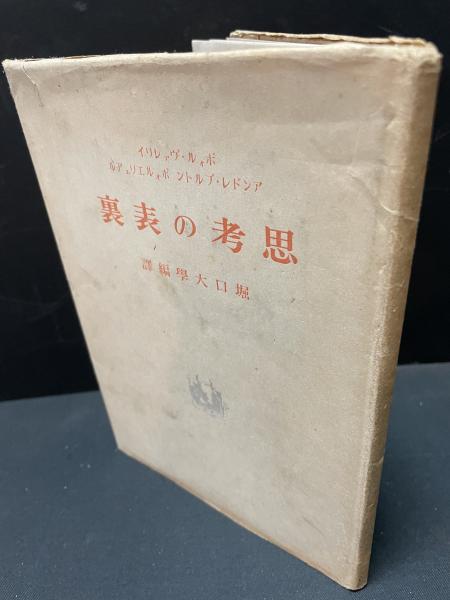 ポォル・ヴァレリイ
アンドレ・ブルトン ポォルエリュアル
思考の表裏
堀口大學編譯